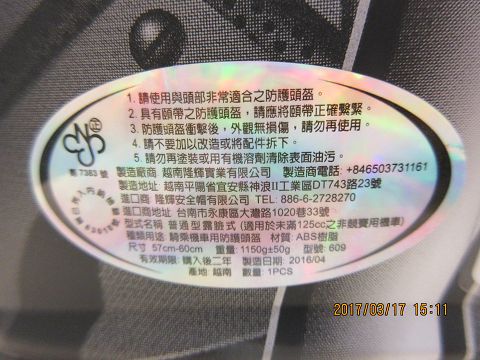 1. 請使用與頭部非常適合之防護頭盔。
2. 具有頤帶之防護頭盔，請應將頤帶正確繫緊。
3. 防護頭盔衝擊後，外觀無損傷，請勿再使用。
4. 請不要加以改造或將配件拆下。
5. 請勿再塗裝或用有機溶劑清除表面油污。
製造廠商 越南隆輝實業有限公司 製造商電話: +846503731161
製造地址 越南平陽省宜安縣神浪II工業區DT743路23號
進口商 隆輝安全帽有限公司 TEL: 886-6-2728270
進口商地址 台南市永康區大灣路1020巷33號
型式名稱 普通型露臉式 (適用於未滿125cc之非競賽用機車)
種類用途 騎乘機車用防護頭盔 材質: ABS樹脂
尺寸 57cm-60cm 重量: 1150g±50g 型號: 609
有效期限: 購入後二年 製造日期: 2016/04
產地 越南 數量: 1PCS
7383 號
2017/03/17 15:11